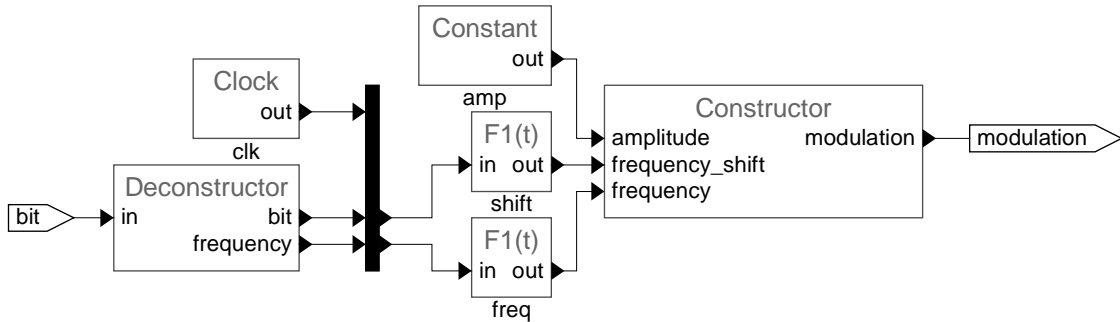 Constant
out
amp
Clock
out
clk
F1(t)
in out
shift
Constructor
amplitude modulation
frequency_shift
frequency
modulation
bit
Deconstructor
in bit
frequency
F1(t)
in out
freq